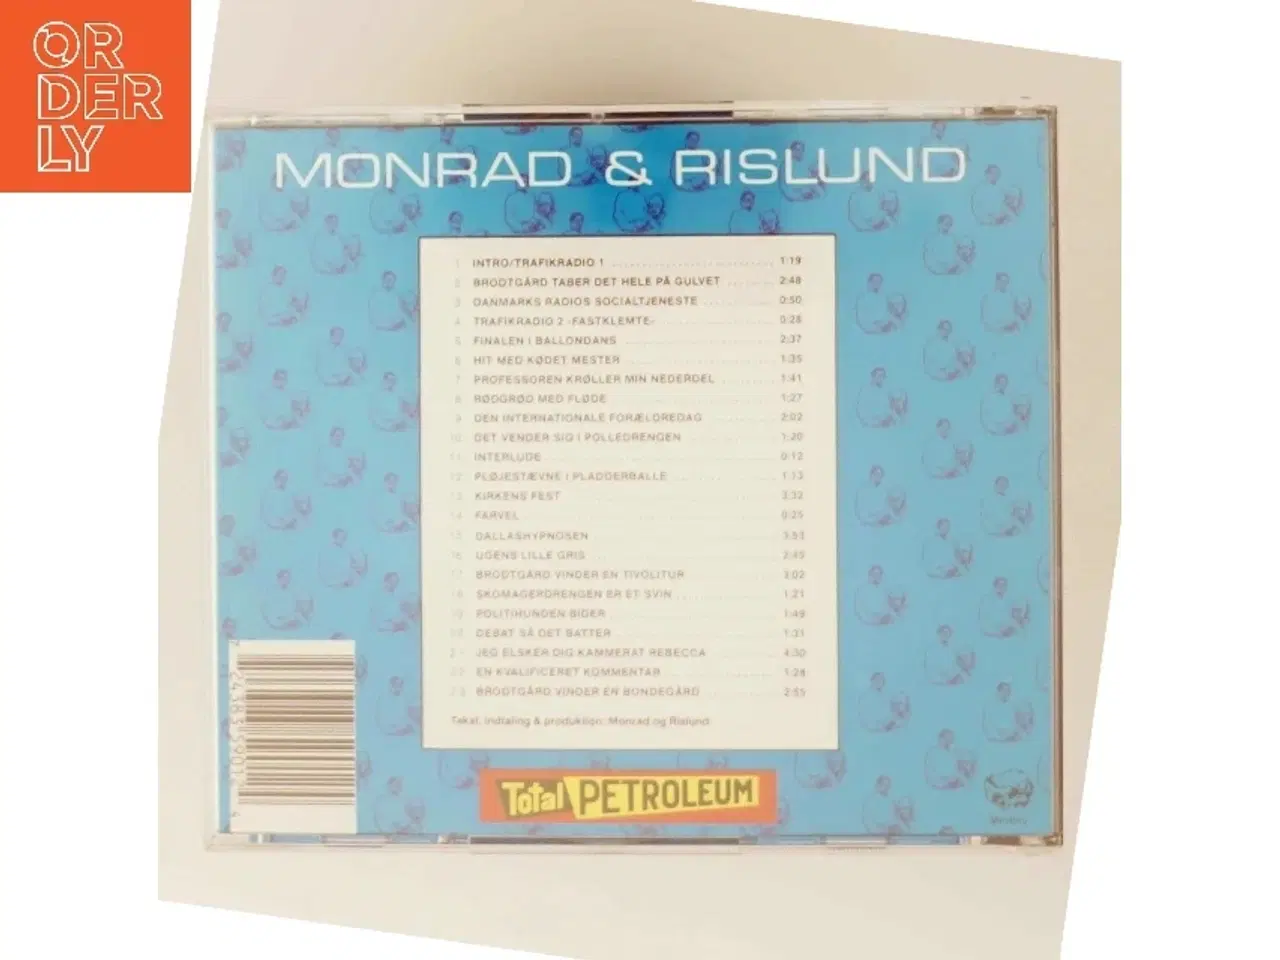 ORDERLY
MONRAD & RISLUND
1 INTRO/TRAFIKRADIO 1 1:19
2 BRODTGÅRD TABER DET HELE PÅ GULVET 2:48
3 DANMARKS RADIOS SOCIALTJENESTE 0:50
4 TRAFIKRADIO 2 -FASTKLEMTE- 0:28
5 FINALEN I BALLONDANS 2:37
6 HIT MED KØDET MESTER 1:35
7 PROFESSOREN KRØLLER MIN NEDERDEL 1:41
8 RØDGRØD MED FLØDE 1:27
9 DEN INTERNATIONALE FORÆLDREDAG 2:02
10 DET VENDER SIG I POLLEDRENGEN 1:20
11 INTERLUDE 0:12
12 PLØJESTÆVNE I PLADDERBALLE 1:13
13 KIRKENS FEST 3:32
14 FARVEL 0:25
15 DALLASHYPNOSEN 3:53
16 UGENS LILLE GRIS 2:45
17 BRODTGÅRD VINDER EN TIVOLITUR 3:02
18 SKOMAGERDRENGEN ER ET SVIN 1:21
19 POLITIHUNDEN BIDER 1:49
DEBAT SÅ DET BATTER 1:31
21 JEG ELSKER DIG KAMMERAT REBECCA 4:30
22 EN KVALIFICERET KOMMENTAR 1:28
23 BRODTGÅRD VINDER EN BONDEGÅRD 2:55
Tekst, indtaling & produktion: Monrad og Rislund
Total PETROLEUM